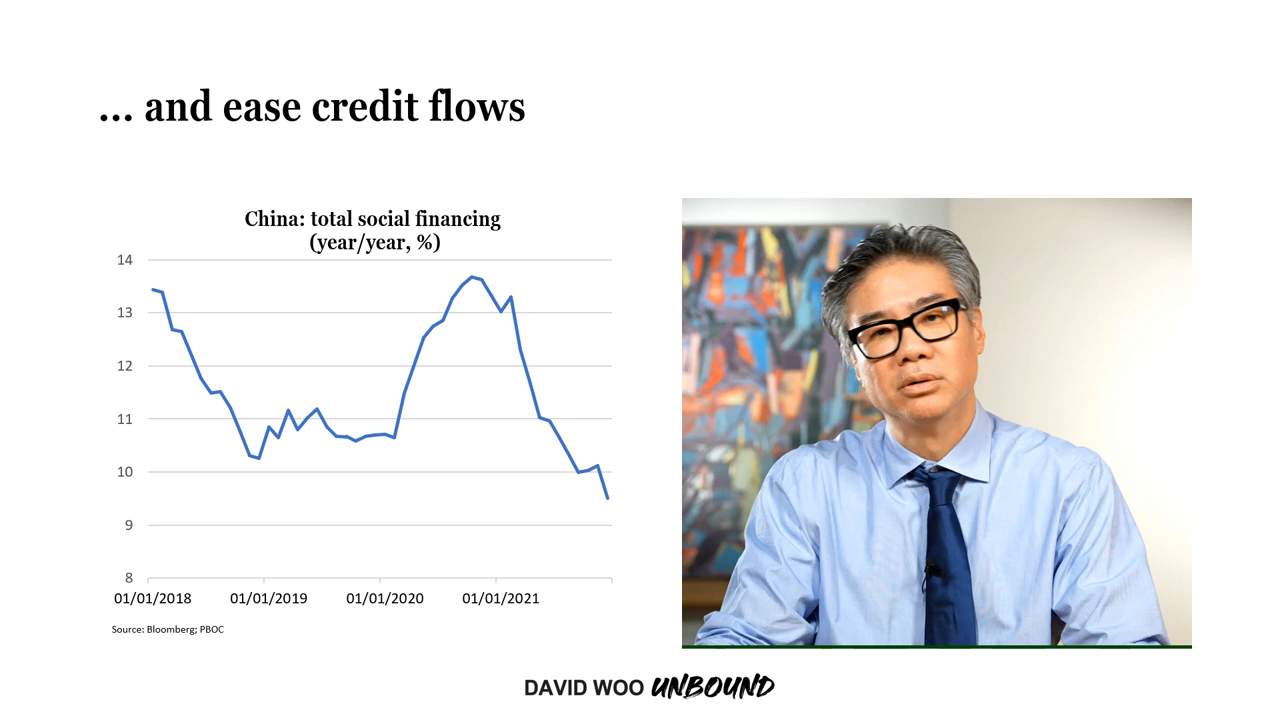 ... and ease credit flows
China: total social financing
(year/year, %)
14
13
12
11
10
9
8
01/01/2018 01/01/2019 01/01/2020 01/01/2021
Source: Bloomberg; PBOC
DAVID WOO UNBOUND